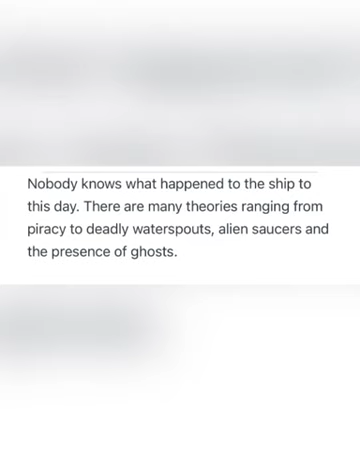 Nobody knows what happened to the ship to
this day. There are many theories ranging from
piracy to deadly waterspouts, alien saucers and
the presence of ghosts.